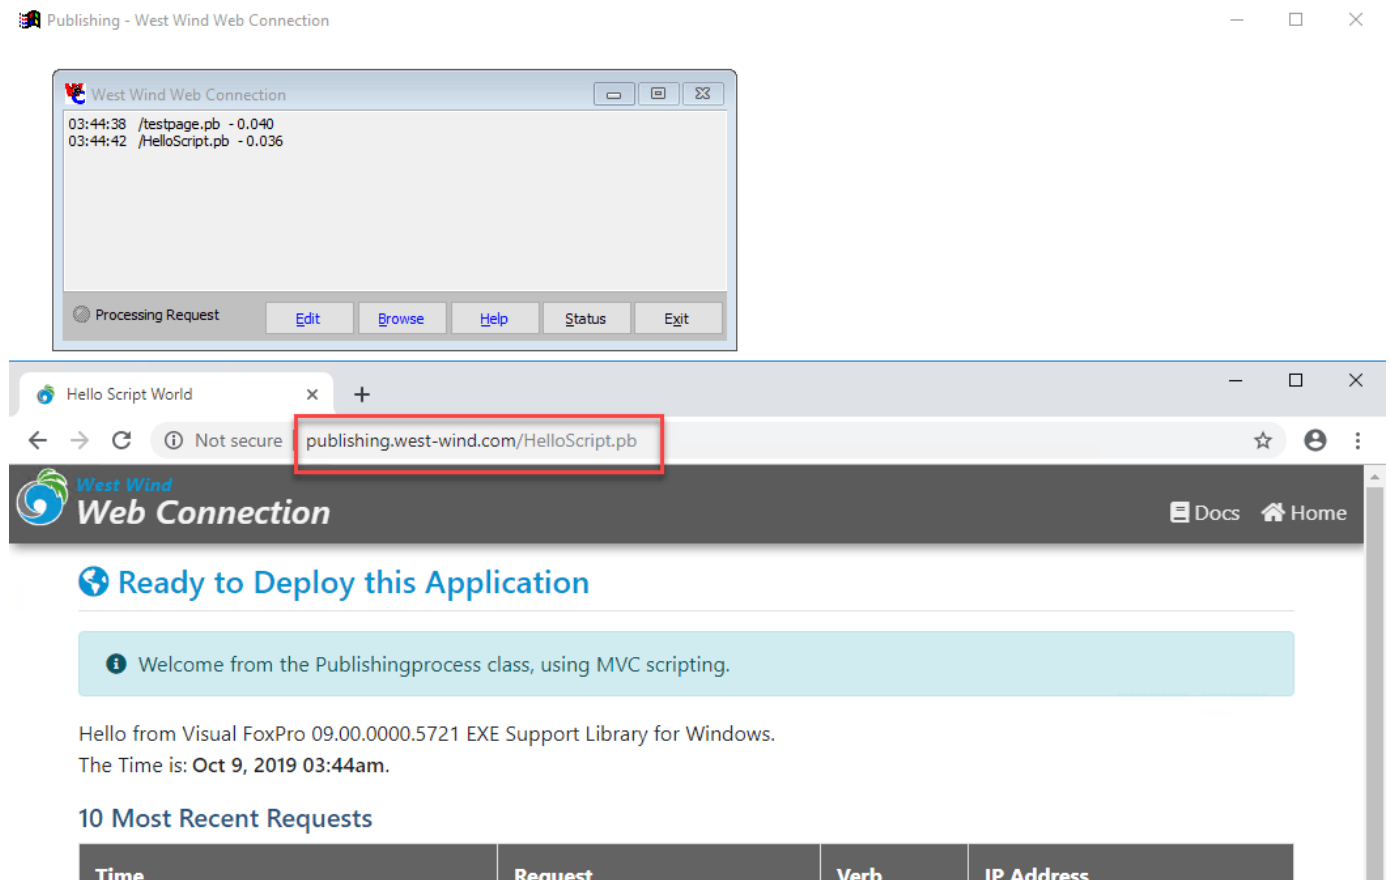 Publishing - West Wind Web Connection
West Wind Web Connection
03:44:38 /testpage.pb - 0.040
03:44:42 /HelloScript.pb - 0.036
Processing Request Edit Browse Help Status Exit
Hello Script World
Not secure publishing.west-wind.com/HelloScript.pb
West Wind
Web Connection
Docs Home
Ready to Deploy this Application
Welcome from the Publishingprocess class, using MVC scripting.
Hello from Visual FoxPro 09.00.0000.5721 EXE Support Library for Windows.
The Time is: Oct 9, 2019 03:44am.
10 Most Recent Requests
Time Request Verb IP Address